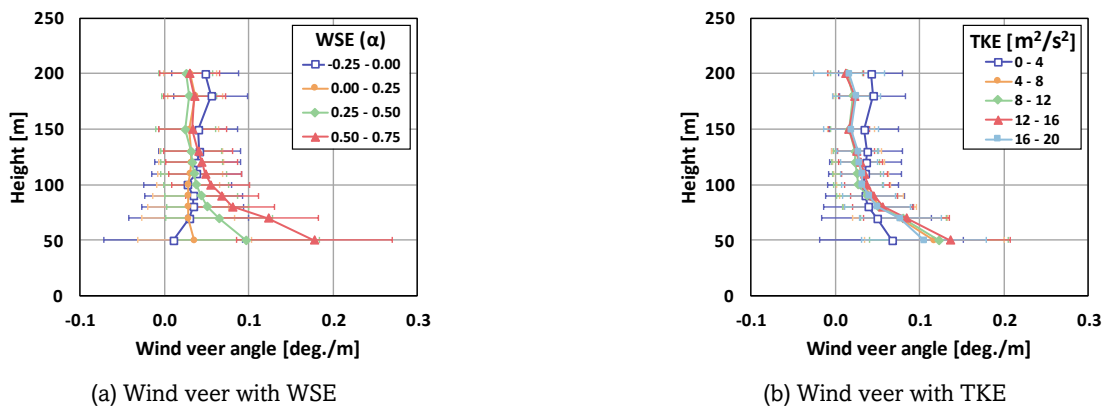 250
200
150
100
50
0
Height [m]
-0.1 0.0 0.1 0.2 0.3
Wind veer angle [deg./m]
WSE (α)
-0.25 - 0.00
0.00 - 0.25
0.25 - 0.50
0.50 - 0.75
(a) Wind veer with WSE
250
200
150
100
50
0
Height [m]
-0.1 0.0 0.1 0.2 0.3
Wind veer angle [deg./m]
TKE [m²/s²]
0 - 4
4 - 8
8 - 12
12 - 16
16 - 20
(b) Wind veer with TKE